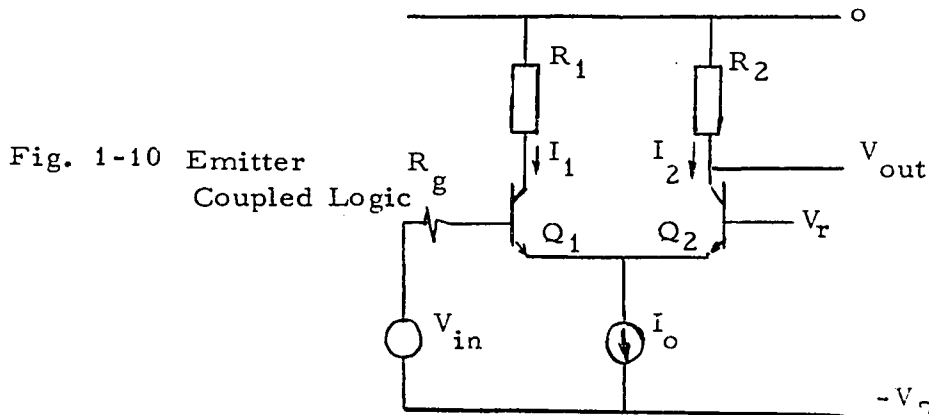 o
R1
R2
Fig. 1-10 Emitter
Coupled Logic
Rg
I1
I2
Vout
Q1
Q2
Vr
Vin
Io